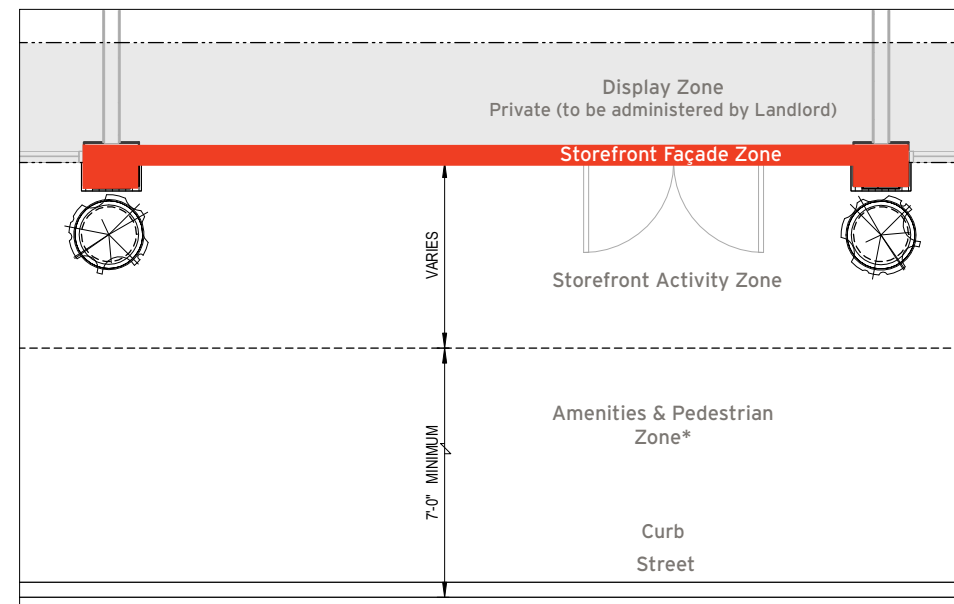 Display Zone
Private (to be administered by Landlord)
Storefront Façade Zone
VARIES
Storefront Activity Zone
Amenities & Pedestrian
Zone*
7'-0" MINIMUM
Curb
Street